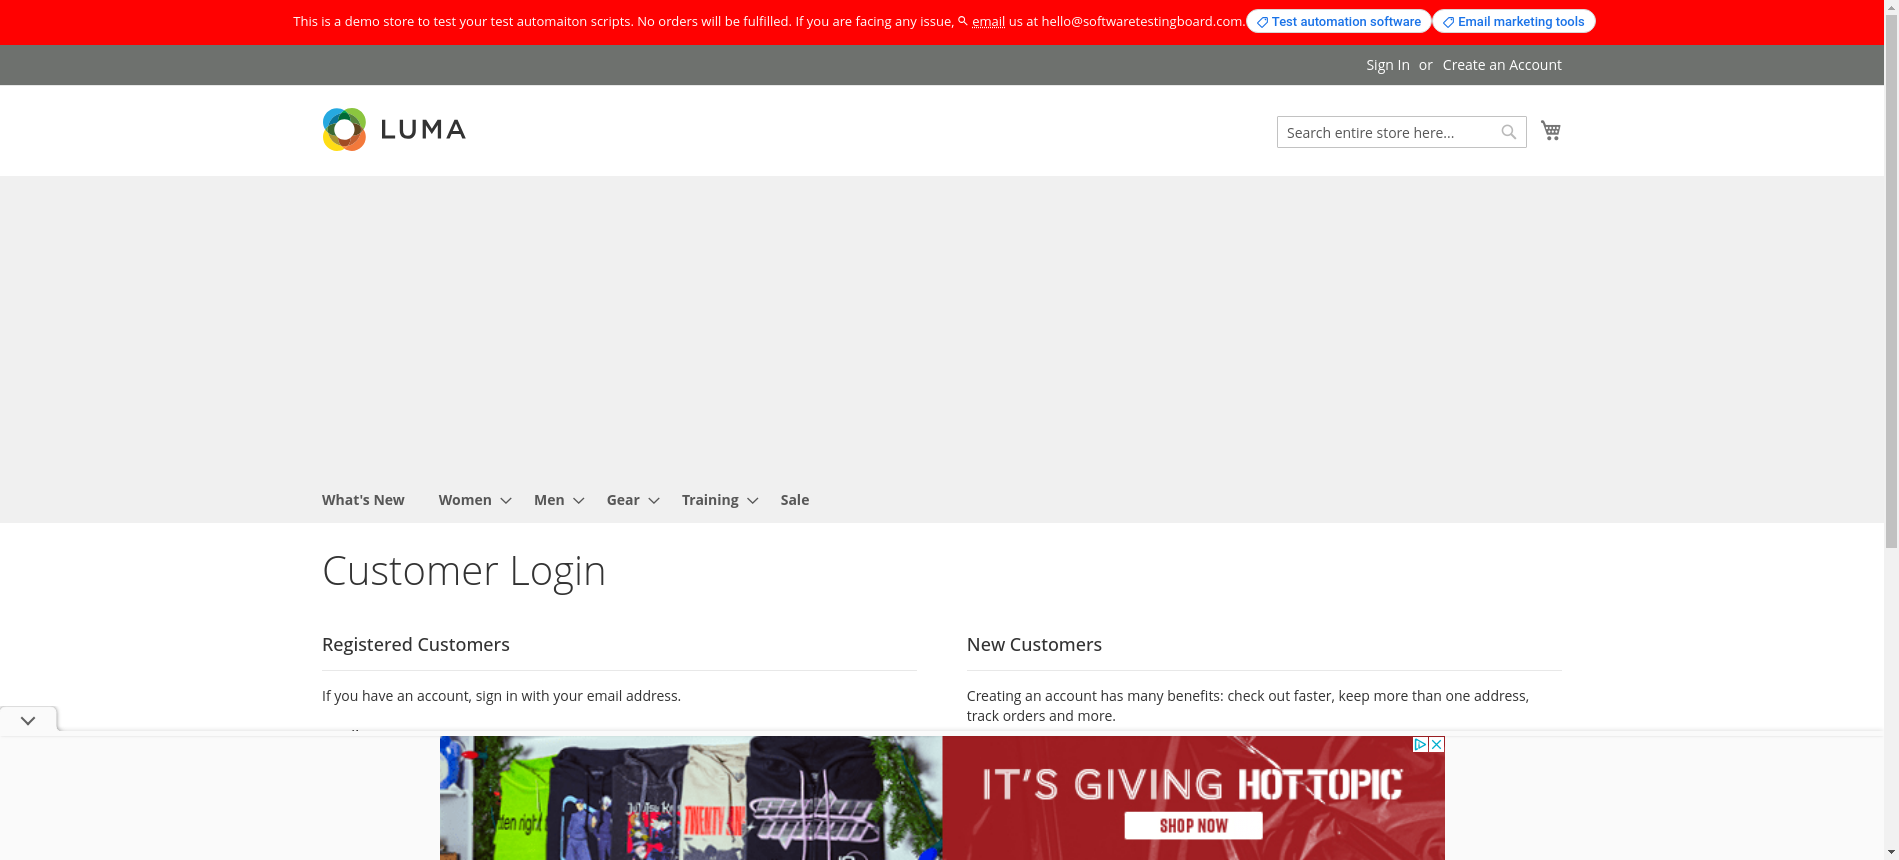 This is a demo store to test your test automaiton scripts. No orders will be fulfilled. If you are facing any issue, email us at hello@softwaretestingboard.com. Test automation software Email marketing tools
Sign In or Create an Account
LUMA
Search entire store here...
What's New Women Men Gear Training Sale
Customer Login
Registered Customers
If you have an account, sign in with your email address.
New Customers
Creating an account has many benefits: check out faster, keep more than one address,
track orders and more.
IT'S GIVING HOT TOPIC
SHOP NOW